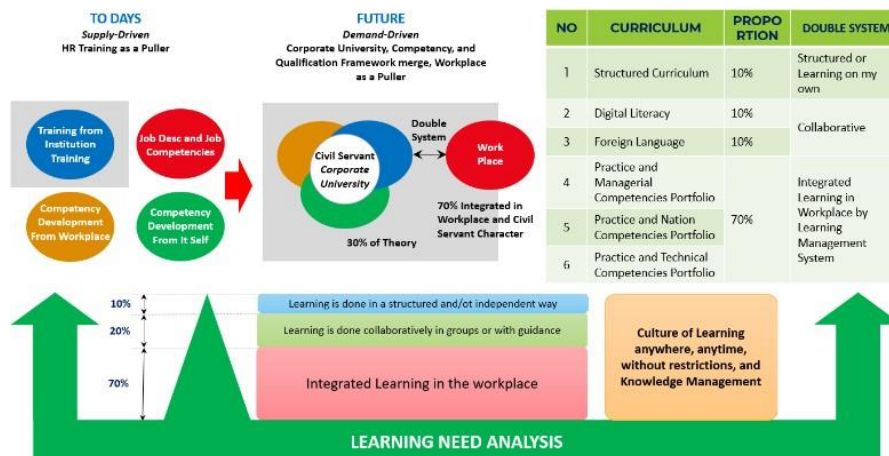 TO DAYS
Supply-Driven
HR Training as a Puller
Training from
Institution
Training
Job Desc and Job
Competencies
Competency
Development
From Workplace
Competency
Development
From It Self
FUTURE
Demand-Driven
Corporate University, Competency, and
Qualification Framework merge, Workplace
as a Puller
Civil Servant
Corporate
University
Double
System
Work
Place
70% Integrated in
Workplace and Civil
Servant Character
30% of Theory
NO
CURRICULUM
PROPO
RTION
DOUBLE SYSTEM
1
Structured Curriculum
10%
Structured or
Learning on my
own
2
Digital Literacy
10%
Collaborative
3
Foreign Language
10%
4
Practice and
Managerial
Competencies Portfolio
5
Practice and Nation
Competencies Portfolio
6
Practice and Technical
Competencies Portfolio
70%
Integrated
Learning in
Workplace by
Learning
Management
System
10%
20%
70%
Learning is done in a structured and/ot independent way
Learning is done collaboratively in groups or with guidance
Integrated Learning in the workplace
Culture of Learning
anywhere, anytime,
without restrictions, and
Knowledge Management
LEARNING NEED ANALYSIS